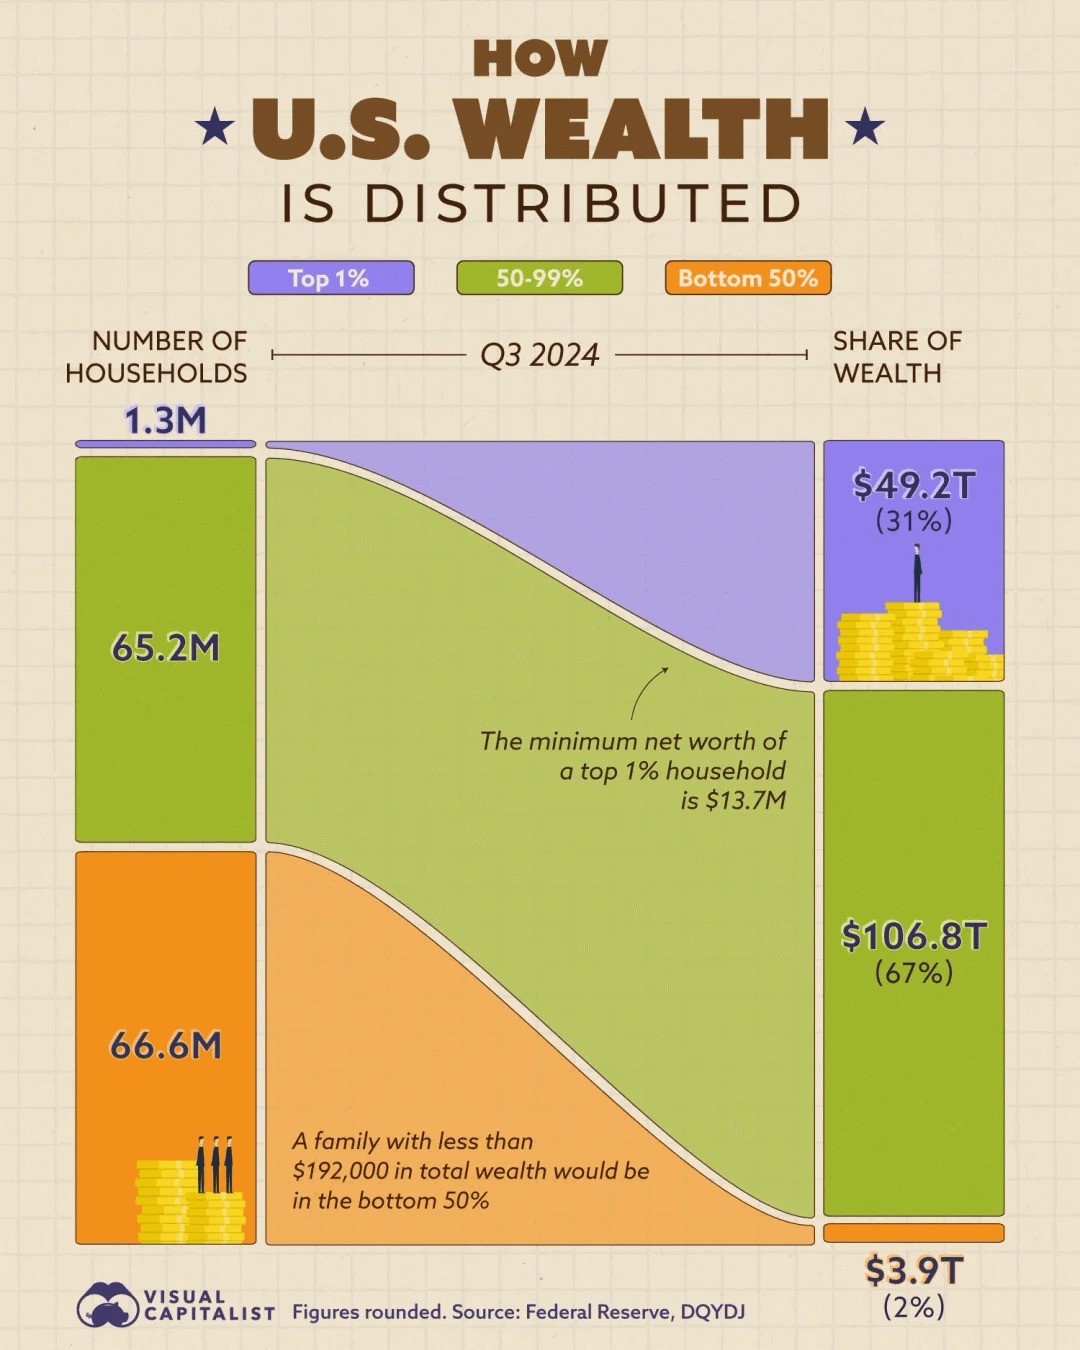 HOW
U.S. WEALTH
IS DISTRIBUTED
Top 1%
50-99%
Bottom 50%
NUMBER OF
HOUSEHOLDS
Q3 2024
SHARE OF
WEALTH
1.3M
$49.2T
(31%)
65.2M
The minimum net worth of
a top 1% household
is $13.7M
$106.8T
(67%)
66.6M
A family with less than
$192,000 in total wealth would be
in the bottom 50%
$3.9T
(2%)
VISUAL
CAPITALIST
Figures rounded. Source: Federal Reserve, DQYDJ